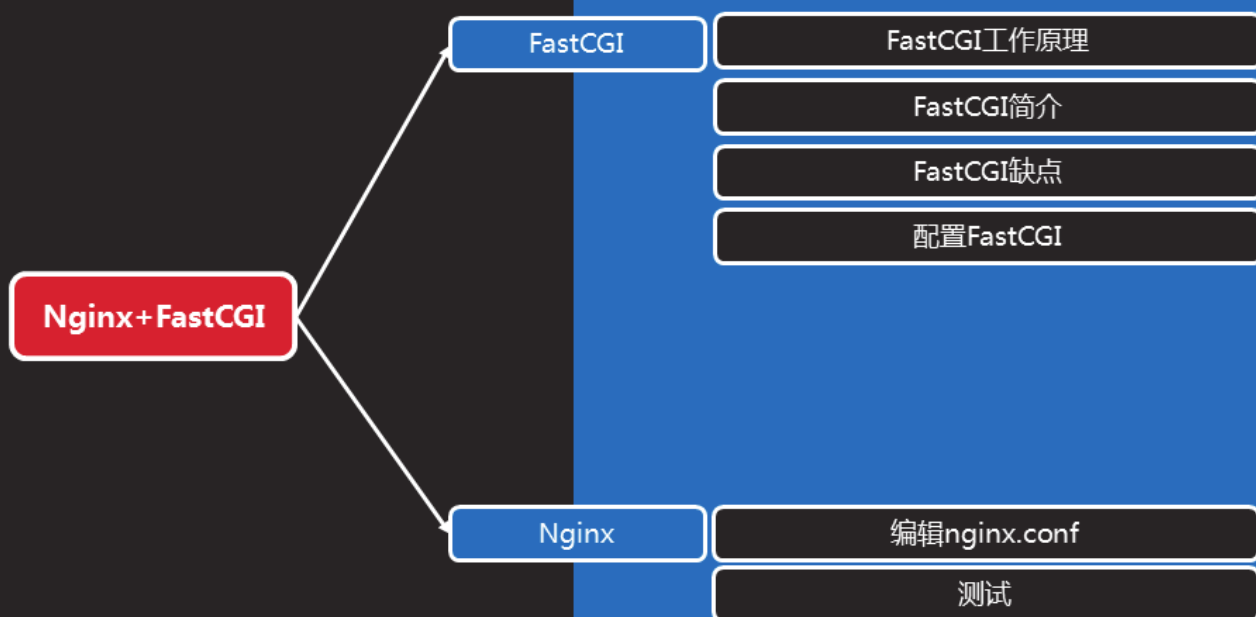 FastCGI
FastCGI工作原理
FastCGI简介
FastCGI缺点
配置FastCGI
Nginx+FastCGI
Nginx
编辑nginx.conf
测试